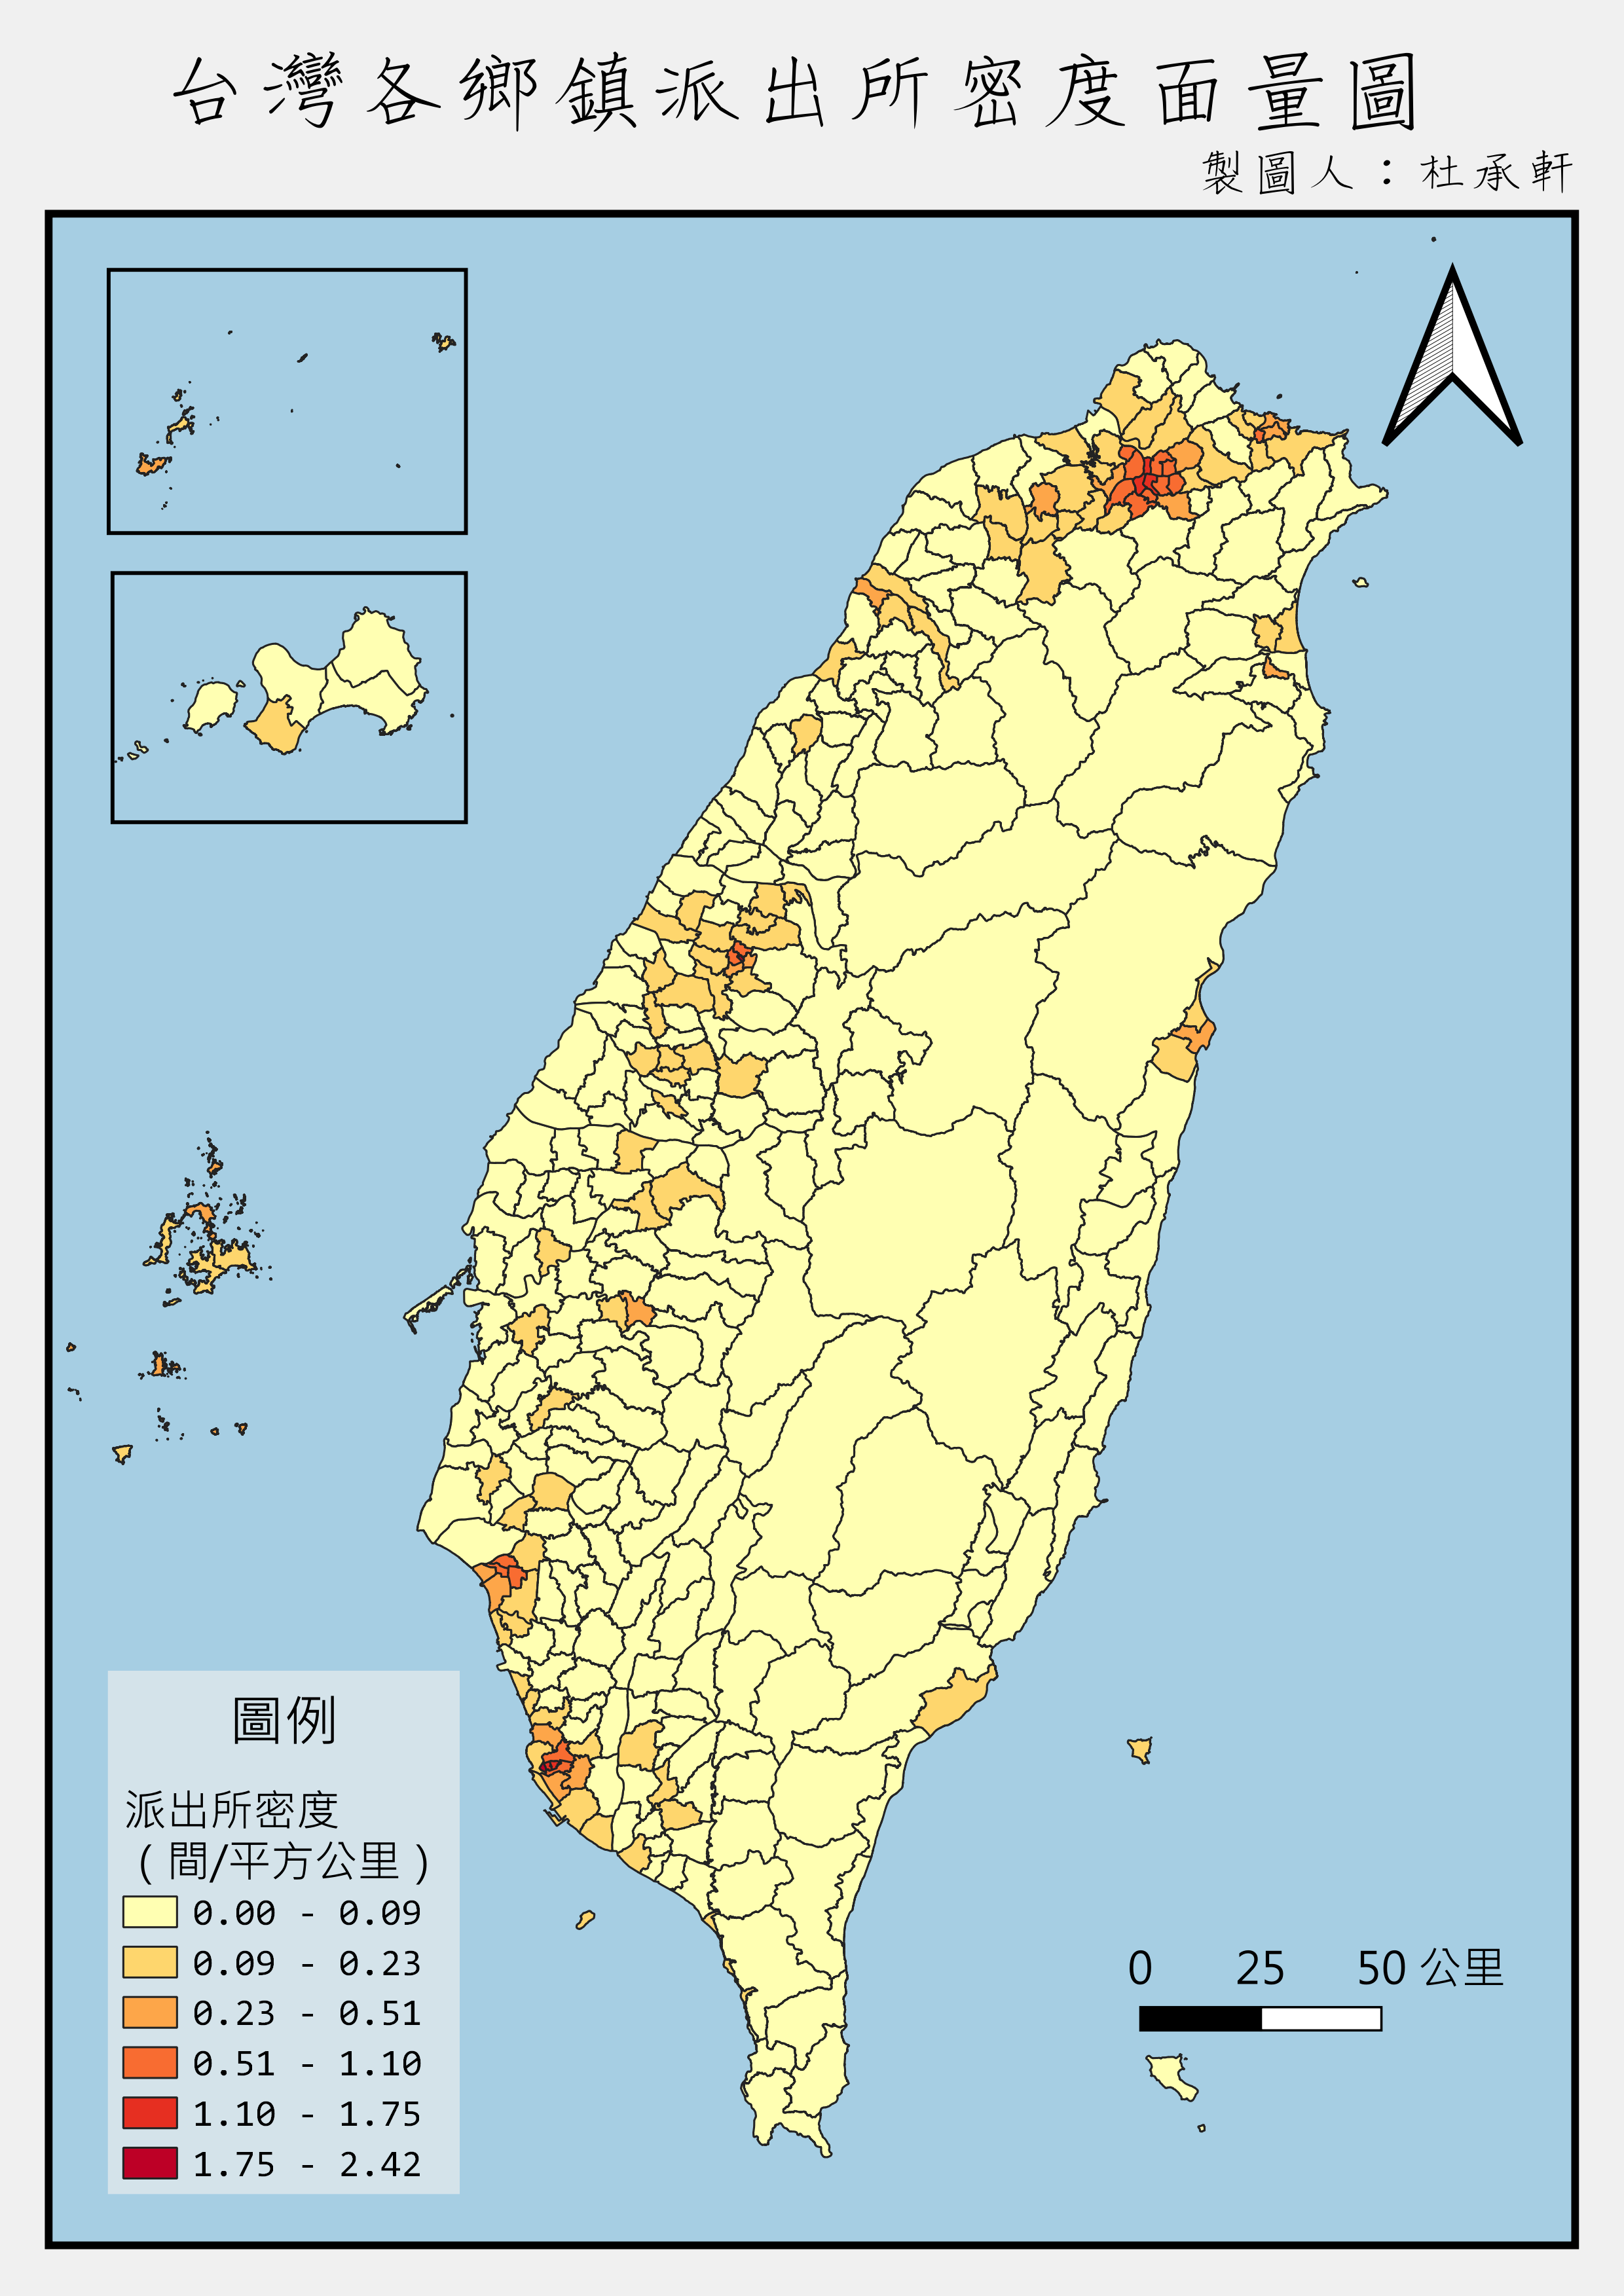 台灣各鄉鎮派出所密度面量圖
製圖人：杜承軒
圖例
派出所密度
（間/平方公里）
0.00 - 0.09
0.09 - 0.23
0.23 - 0.51
0.51 - 1.10
1.10 - 1.75
1.75 - 2.42
0 25 50 公里